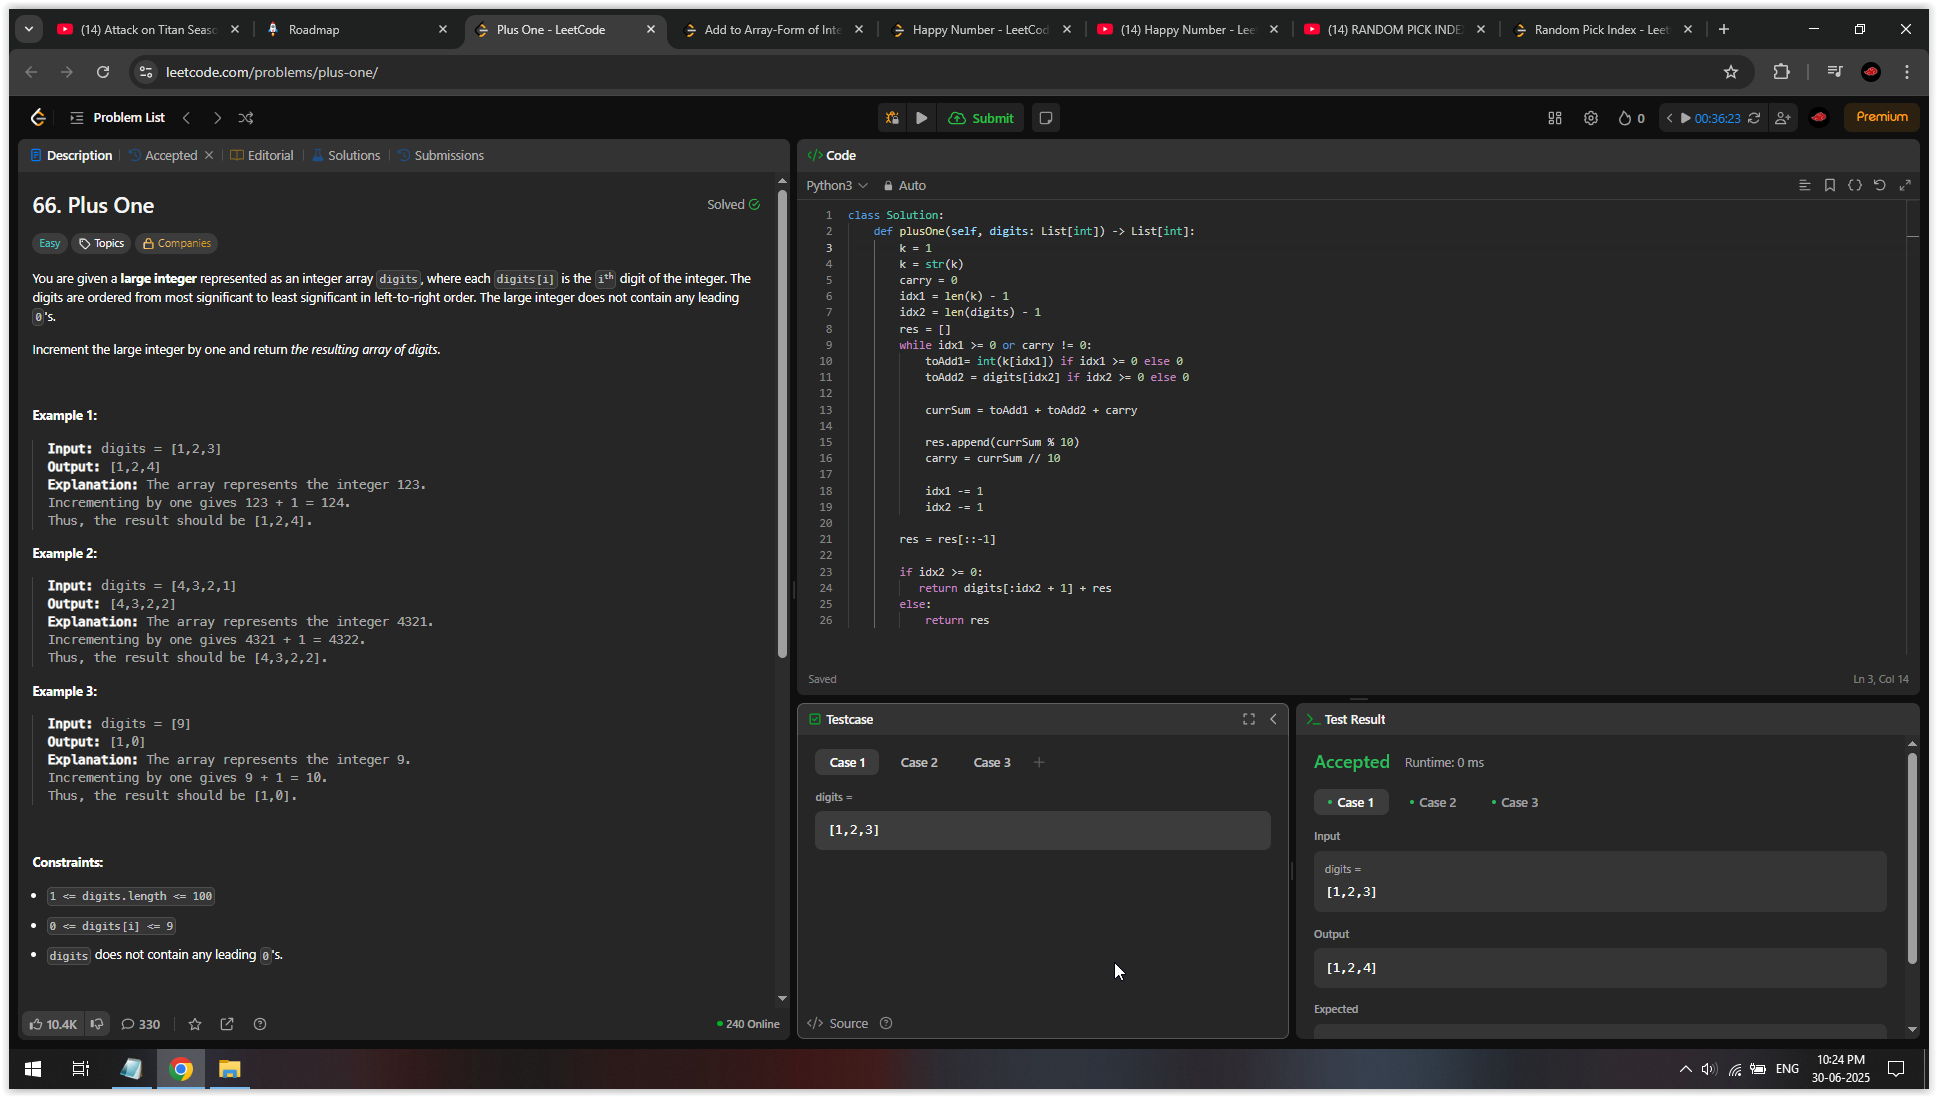 (14) Attack on Titan Seaso
Roadmap
Plus One - LeetCode
Add to Array-Form of Inte
Happy Number - LeetCod
(14) Happy Number - Lee
(14) RANDOM PICK INDE
Random Pick Index - Leet
leetcode.com/problems/plus-one/
Problem List
Submit
0
00:36:23
Premium
Description
Accepted
Editorial
Solutions
Submissions
66. Plus One
Solved
Easy
Topics
Companies
You are given a large integer represented as an integer array digits, where each digits[i] is the ith digit of the integer. The
digits are ordered from most significant to least significant in left-to-right order. The large integer does not contain any leading
0's.
Increment the large integer by one and return the resulting array of digits.
Example 1:
Input: digits = [1,2,3]
Output: [1,2,4]
Explanation: The array represents the integer 123.
Incrementing by one gives 123 + 1 = 124.
Thus, the result should be [1,2,4].
Example 2:
Input: digits = [4,3,2,1]
Output: [4,3,2,2]
Explanation: The array represents the integer 4321.
Incrementing by one gives 4321 + 1 = 4322.
Thus, the result should be [4,3,2,2].
Example 3:
Input: digits = [9]
Output: [1,0]
Explanation: The array represents the integer 9.
Incrementing by one gives 9 + 1 = 10.
Thus, the result should be [1,0].
Constraints:
• 1 <= digits.length <= 100
• 0 <= digits[i] <= 9
• digits does not contain any leading 0's.
10.4K
330
240 Online
</> Code
Python3
Auto
1 class Solution:
2     def plusOne(self, digits: List[int]) -> List[int]:
3         k = 1
4         k = str(k)
5         carry = 0
6         idx1 = len(k) - 1
7         idx2 = len(digits) - 1
8         res = []
9         while idx1 >= 0 or carry != 0:
10             toAdd1= int(k[idx1]) if idx1 >= 0 else 0
11             toAdd2 = digits[idx2] if idx2 >= 0 else 0
12
13             currSum = toAdd1 + toAdd2 + carry
14
15             res.append(currSum % 10)
16             carry = currSum // 10
17
18             idx1 -= 1
19             idx2 -= 1
20
21         res = res[::-1]
22
23         if idx2 >= 0:
24            return digits[:idx2 + 1] + res
25         else:
26             return res
Saved
Ln 3, Col 14
Testcase
Case 1
Case 2
Case 3
digits =
[1,2,3]
</> Source
Test Result
Accepted
Runtime: 0 ms
• Case 1
• Case 2
• Case 3
Input
digits =
[1,2,3]
Output
[1,2,4]
Expected
ENG
10:24 PM
30-06-2025